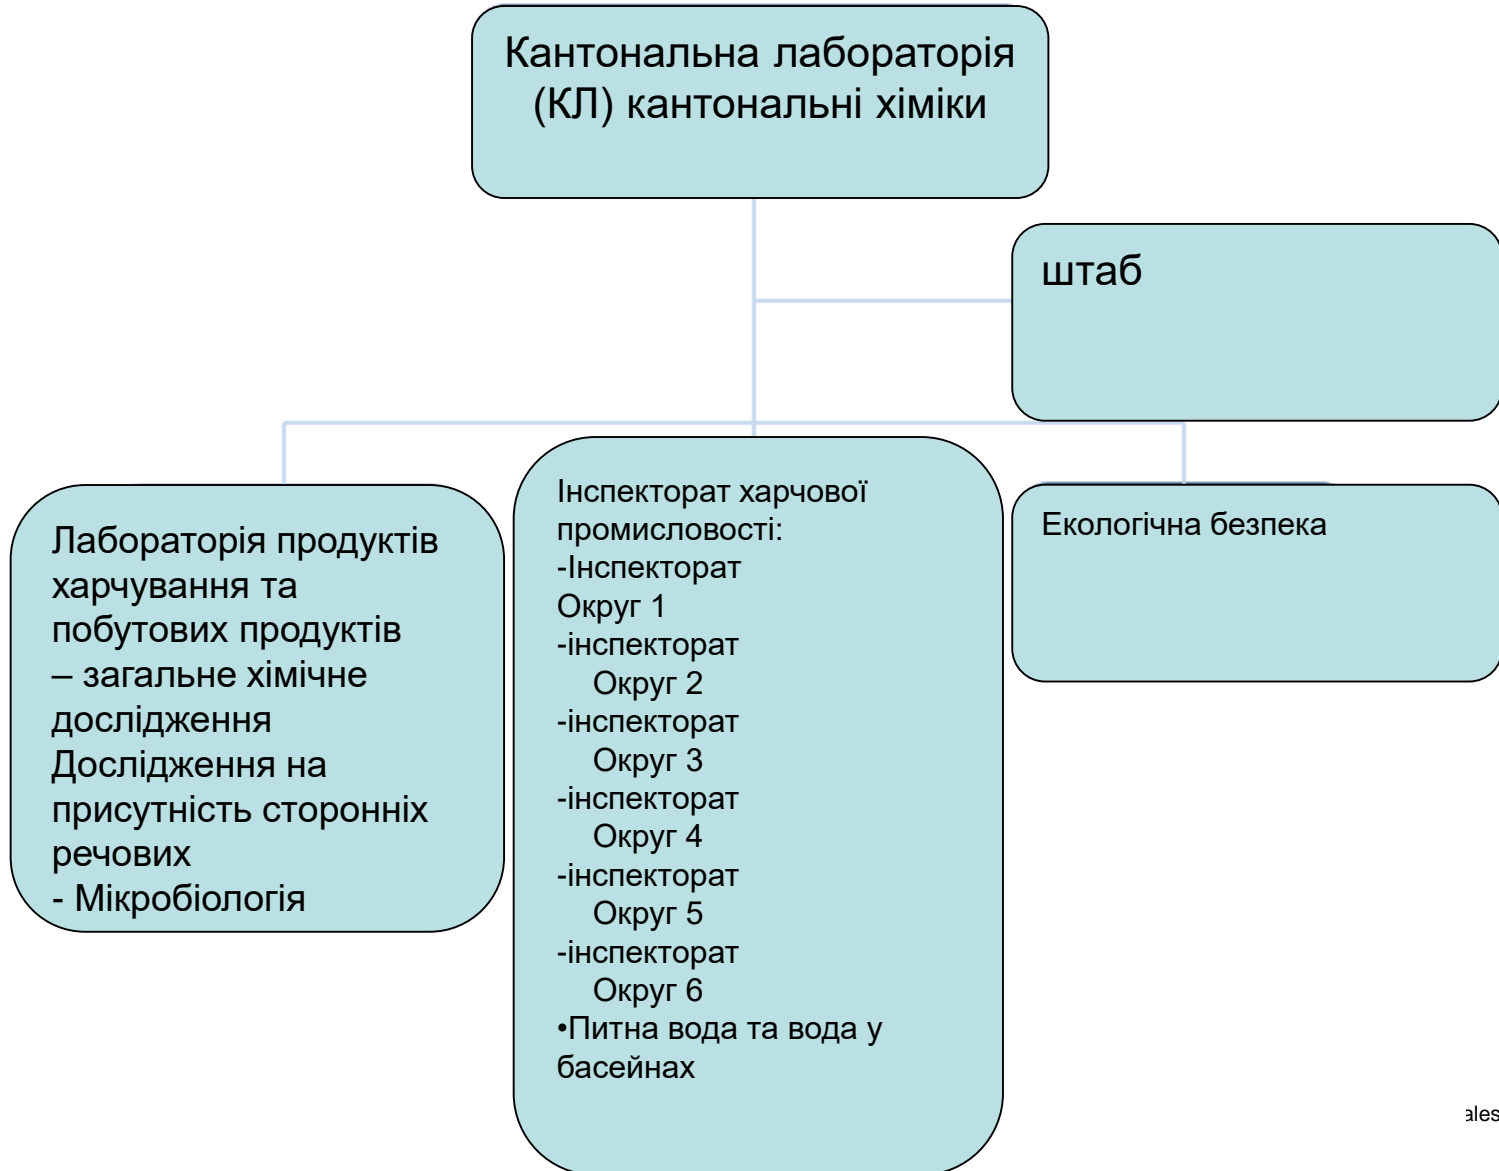 Кантональна лабораторія
(КЛ) кантональні хіміки
штаб
Лабораторія продуктів
харчування та
побутових продуктів
– загальне хімічне
дослідження
Дослідження на
присутність сторонніх
речових
- Мікробіологія
Інспекторат харчової
промисловості:
-Інспекторат
Округ 1
-інспекторат
Округ 2
-інспекторат
Округ 3
-інспекторат
Округ 4
-інспекторат
Округ 5
-інспекторат
Округ 6
•Питна вода та вода у
басейнах
Екологічна безпека